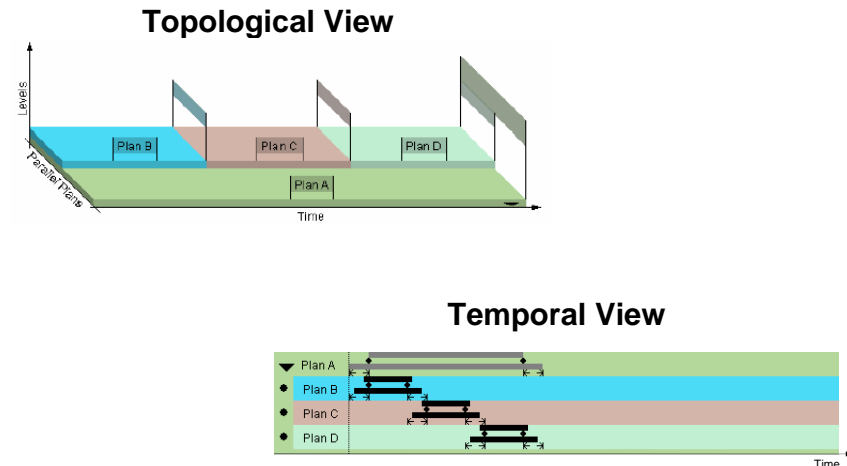 Topological View
Levels
Plan B
Plan C
Plan D
Plan A
Parallel Plans
Time
Temporal View
Plan A
Plan B
Plan C
Plan D
Time